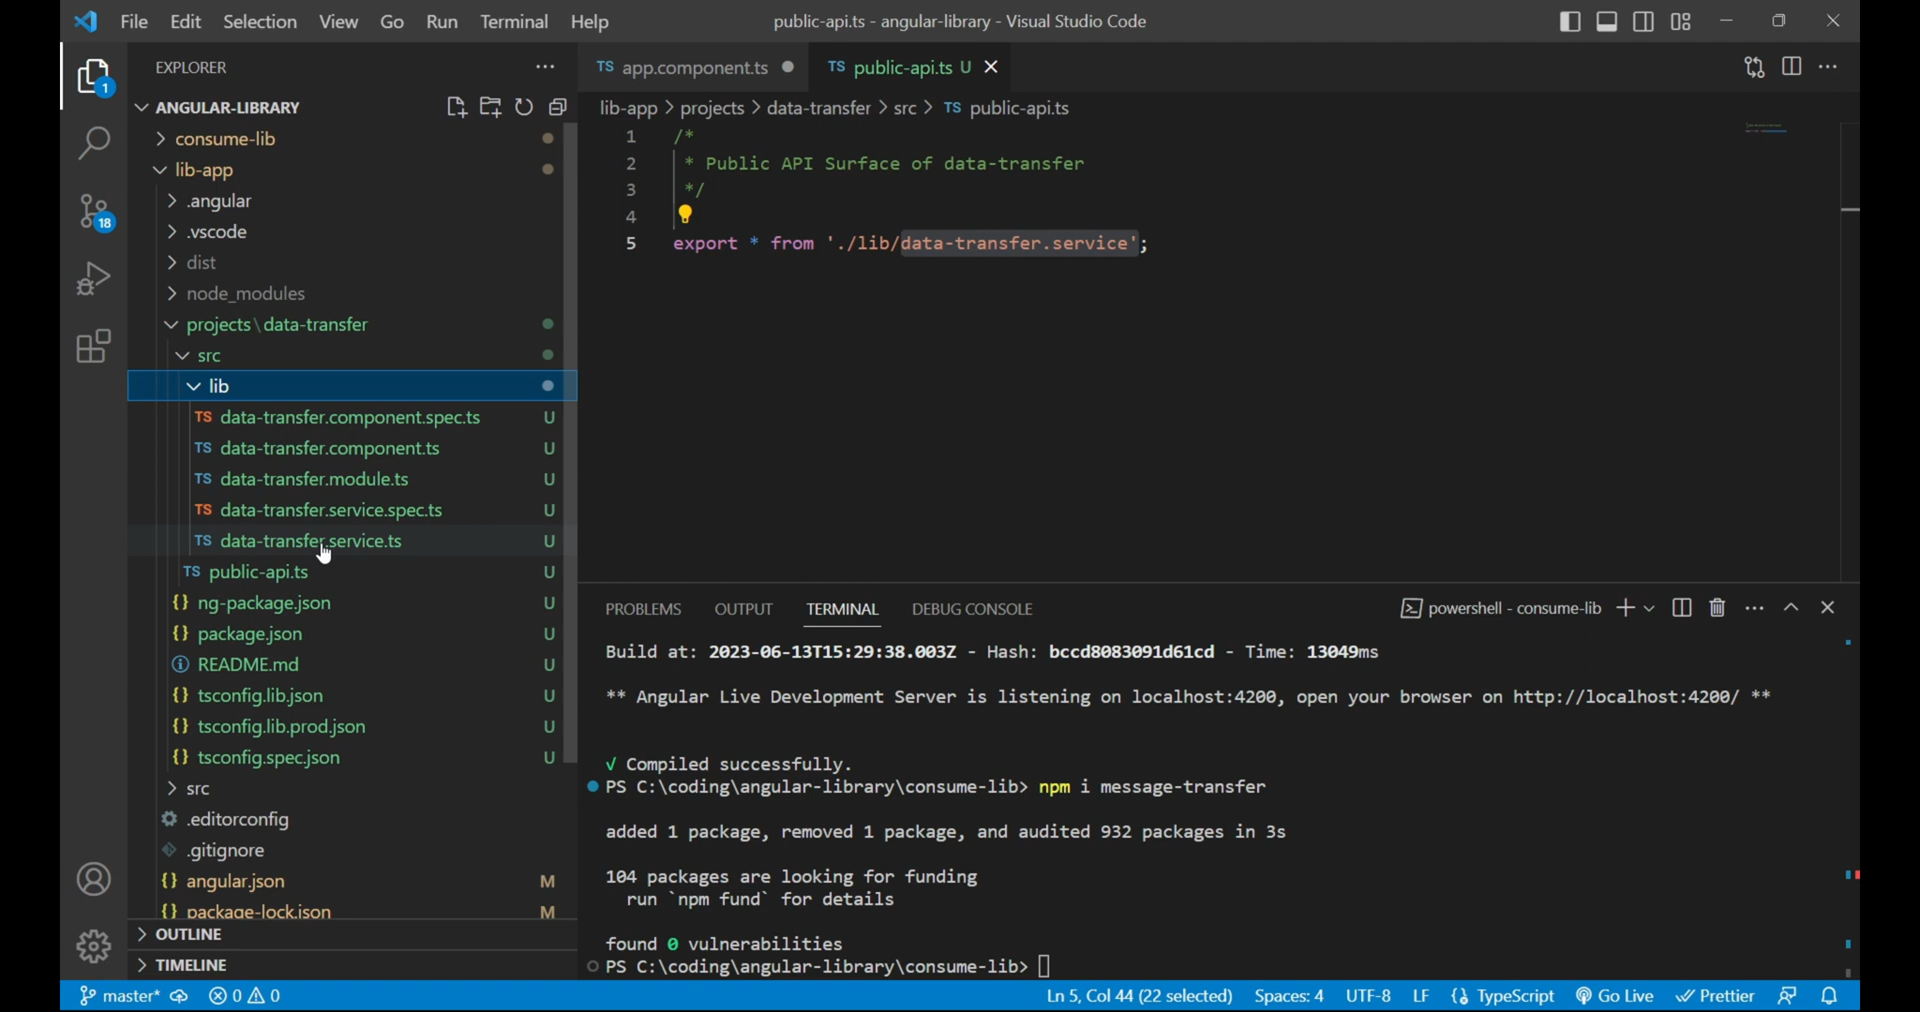 File Edit Selection View Go Run Terminal Help
public-api.ts - angular-library - Visual Studio Code
EXPLORER
ANGULAR-LIBRARY
consume-lib
lib-app
.angular
.vscode
dist
node_modules
projects\data-transfer
src
lib
TS data-transfer.component.spec.ts U
TS data-transfer.component.ts U
TS data-transfer.module.ts U
TS data-transfer.service.spec.ts U
TS data-transfer.service.ts U
TS public-api.ts U
{} ng-package.json U
{} package.json U
README.md U
{} tsconfig.lib.json U
{} tsconfig.lib.prod.json U
{} tsconfig.spec.json U
src
.editorconfig
.gitignore
{} angular.json M
{} package-lock.json M
OUTLINE
TIMELINE
1
18
TS app.component.ts
TS public-api.ts U
lib-app > projects > data-transfer > src > TS public-api.ts
1 /*
2 * Public API Surface of data-transfer
3 */
4
5 export * from './lib/data-transfer.service';
PROBLEMS OUTPUT TERMINAL DEBUG CONSOLE
powershell - consume-lib
Build at: 2023-06-13T15:29:38.003Z - Hash: bccd8083091d61cd - Time: 13049ms
** Angular Live Development Server is listening on localhost:4200, open your browser on http://localhost:4200/ **
√ Compiled successfully.
PS C:\coding\angular-library\consume-lib> npm i message-transfer
added 1 package, removed 1 package, and audited 932 packages in 3s
104 packages are looking for funding
run `npm fund` for details
found 0 vulnerabilities
PS C:\coding\angular-library\consume-lib>
master* 0 0
Ln 5, Col 44 (22 selected) Spaces: 4 UTF-8 LF {} TypeScript Go Live Prettier